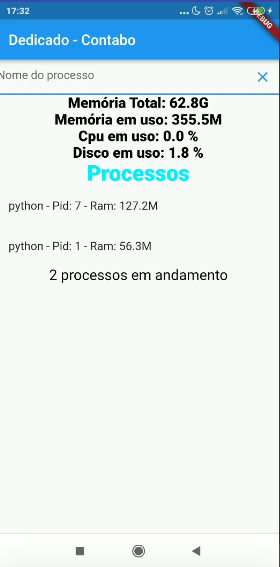 17:32
DEBUG
Dedicado - Contabo
Nome do processo
Memória Total: 62.8G
Memória em uso: 355.5M
Cpu em uso: 0.0 %
Disco em uso: 1.8 %
Processos
python - Pid: 7 - Ram: 127.2M
python - Pid: 1 - Ram: 56.3M
2 processos em andamento